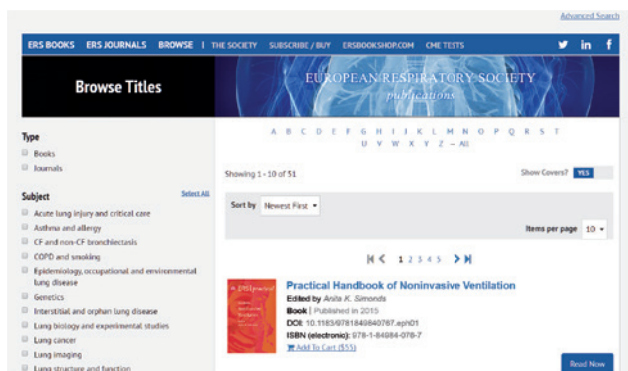 Advanced Search
ERS BOOKS ERS JOURNALS BROWSE | THE SOCIETY SUBSCRIBE / BUY ERSBOOKSHOP.COM CME TESTS
Browse Titles
EUROPEAN RESPIRATORY SOCIETY
publications
A B C D E F G H I J K L M N O P Q R S T
U V W X Y Z – All
Type
Books
Journals
Showing 1 - 10 of 51
Show Covers? YES
Subject
Select All
Sort by Newest First
Items per page 10
Acute lung injury and critical care
Asthma and allergy
CF and non-CF bronchiectasis
COPD and smoking
Epidemiology, occupational and environmental
lung disease
Genetics
Interstitial and orphan lung disease
Lung biology and experimental studies
Lung cancer
Lung imaging
Lung structure and function
1 2 3 4 5
Practical Handbook of Noninvasive Ventilation
Edited by Anita K. Simonds
Book | Published in 2015
DOI: 10.1183/9781849840767.eph01
ISBN (electronic): 978-1-84984-076-7
Add To Cart ($55)
Read Now